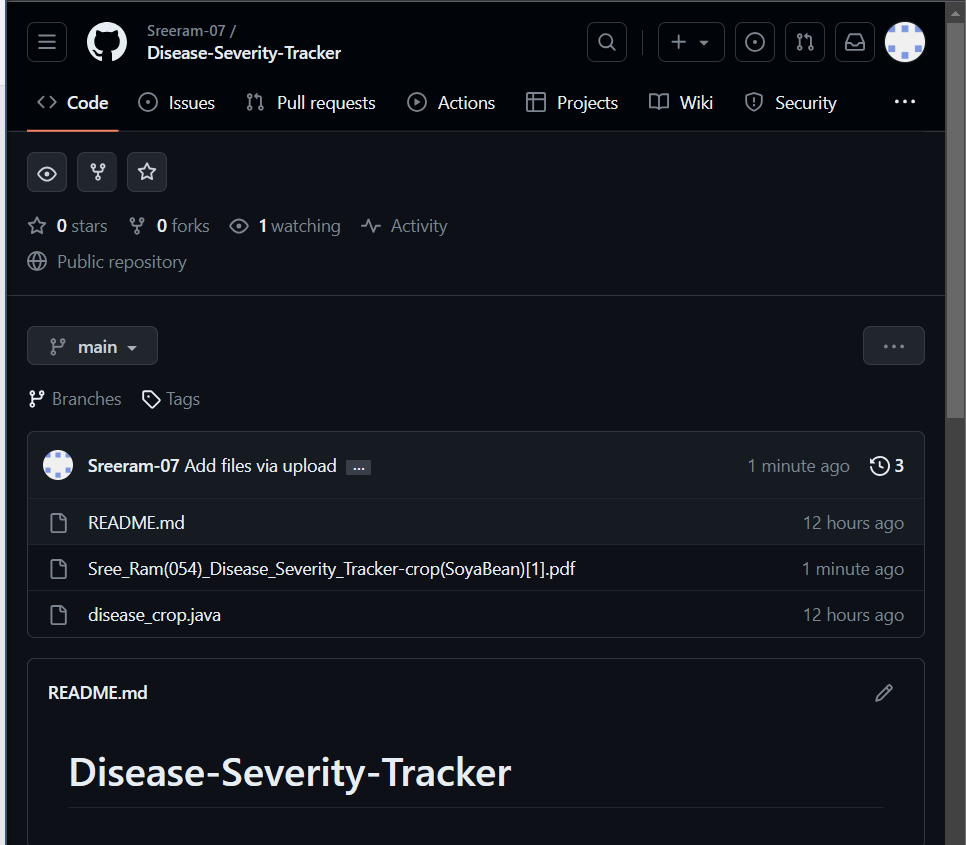 Sreeram-07 /
Disease-Severity-Tracker
Code Issues Pull requests Actions Projects Wiki Security ...
0 stars 0 forks 1 watching Activity
Public repository
main ...
Branches Tags
Sreeram-07 Add files via upload ... 1 minute ago 3
README.md 12 hours ago
Sree_Ram(054)_Disease_Severity_Tracker-crop(SoyaBean)[1].pdf 1 minute ago
disease_crop.java 12 hours ago
README.md
Disease-Severity-Tracker